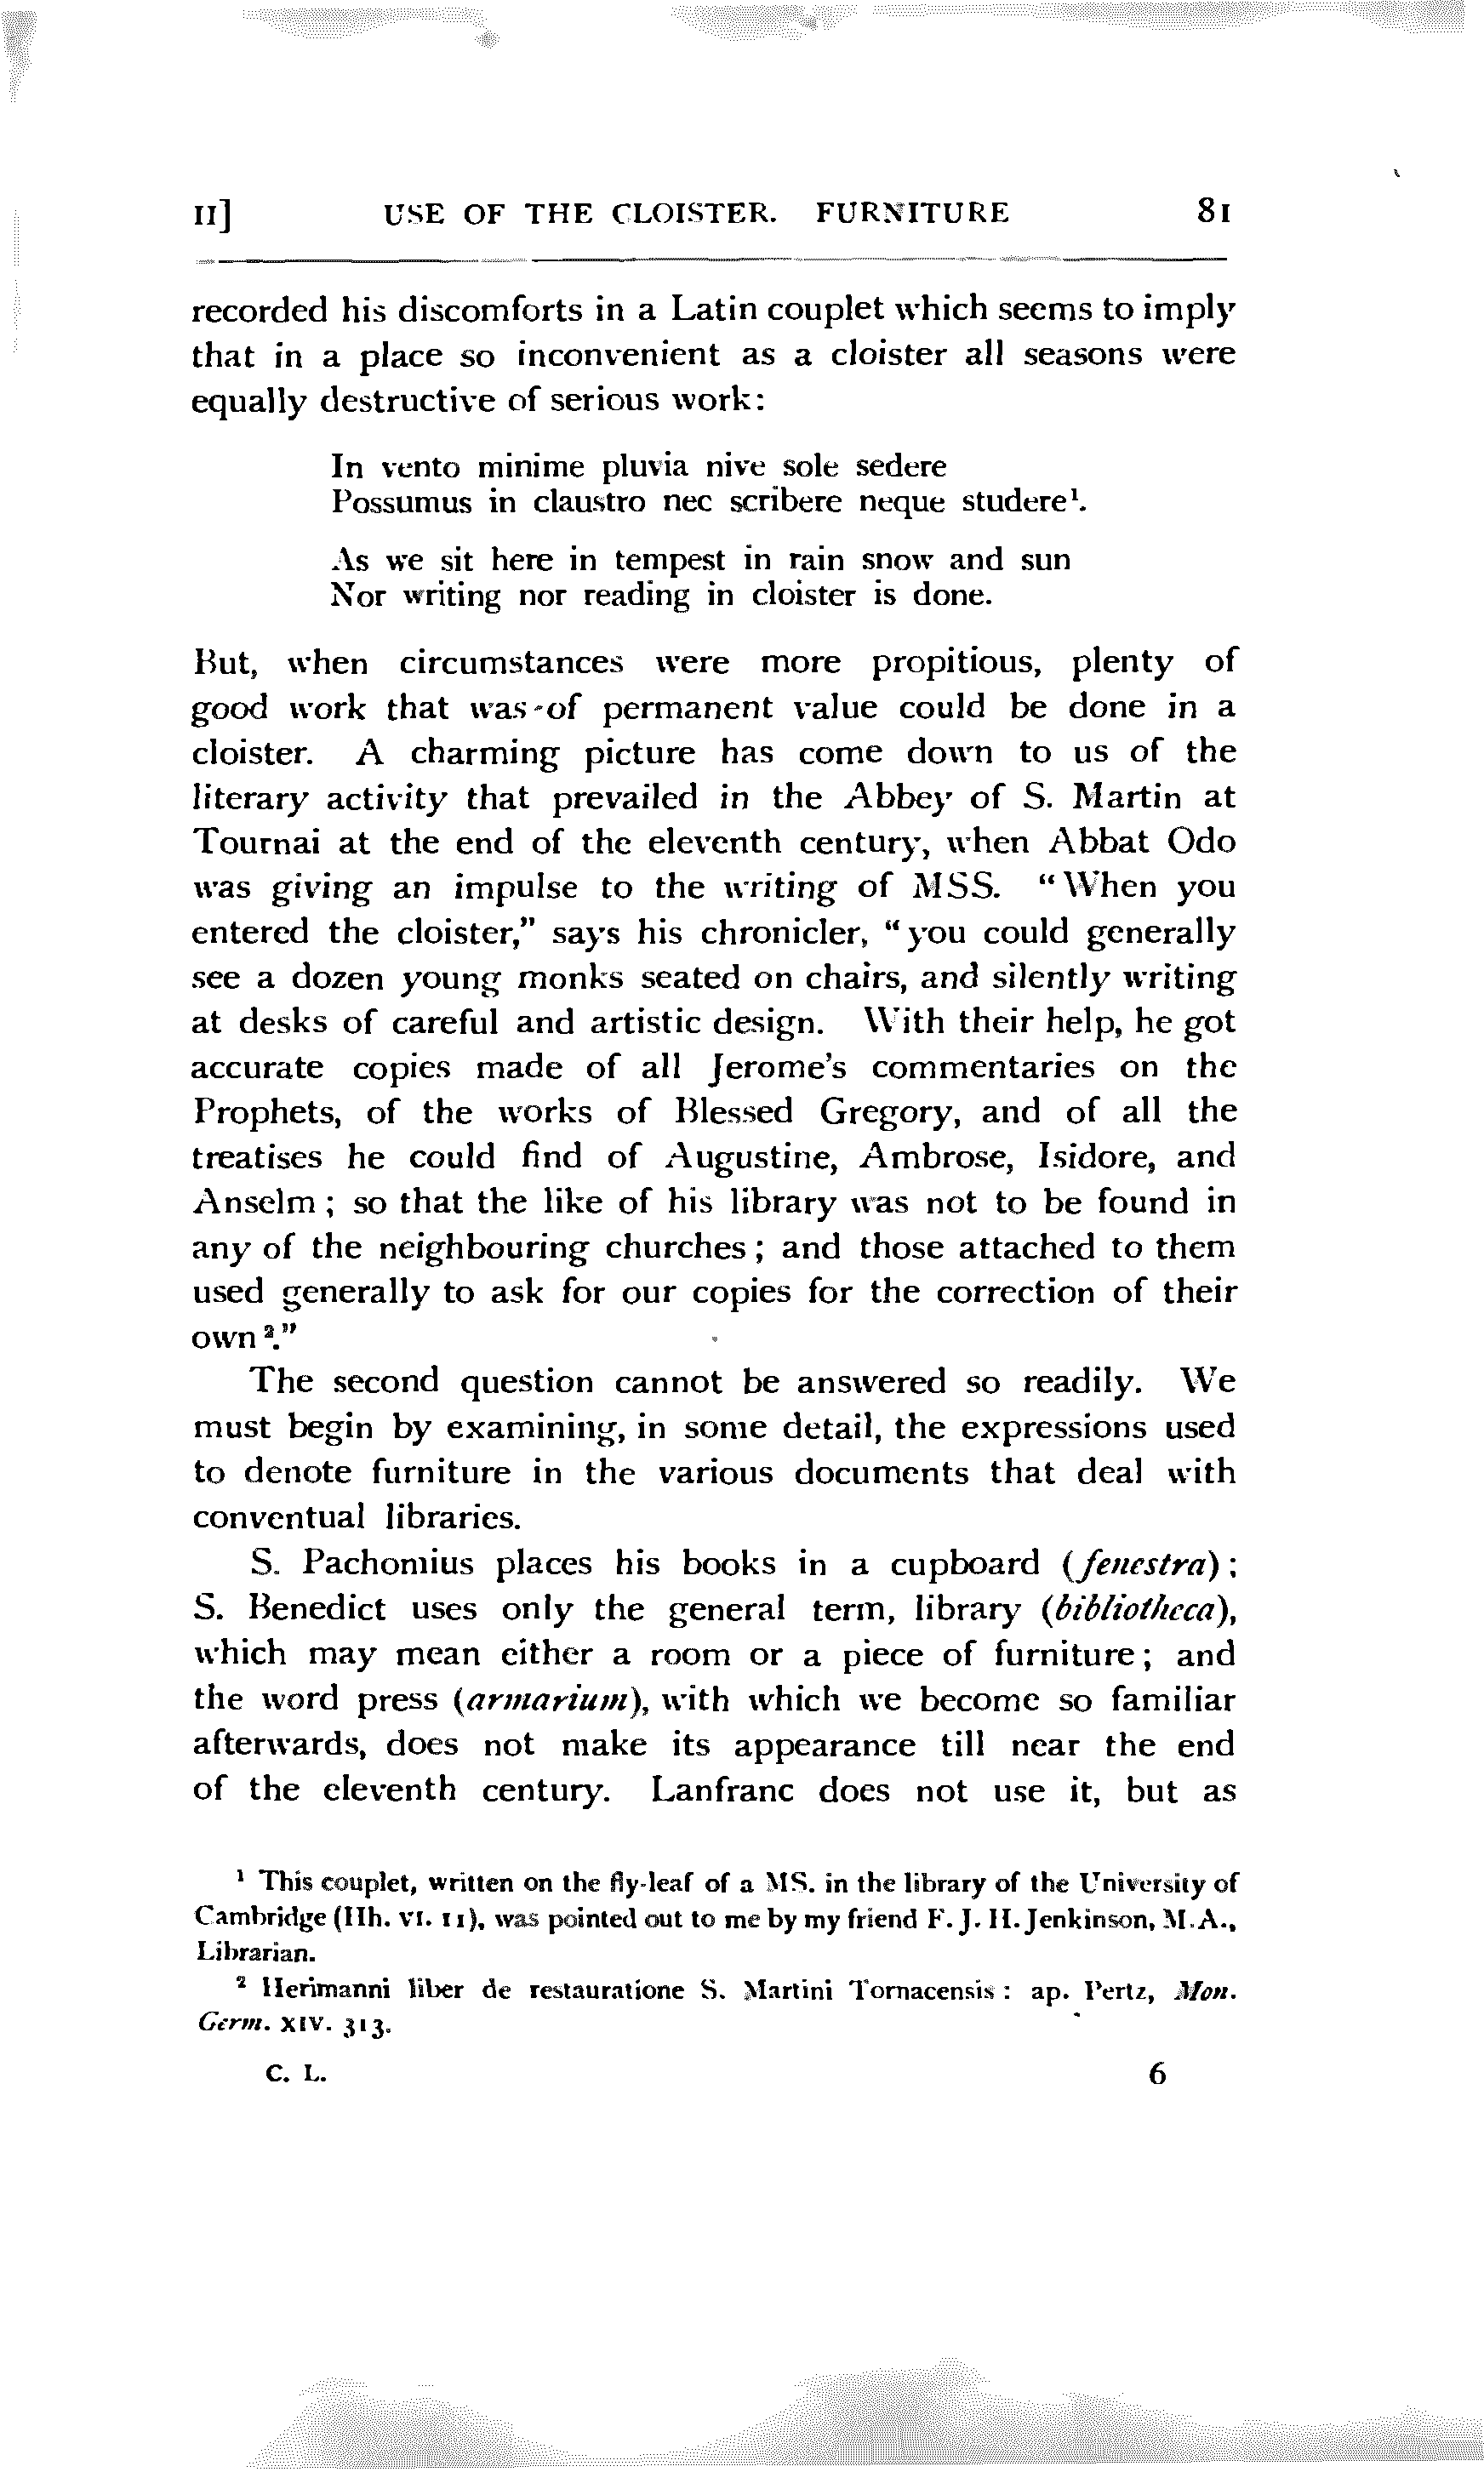 II] USE OF THE CLOISTER. FURNITURE 81
recorded his discomforts in a Latin couplet which seems to imply
that in a place so inconvenient as a cloister all seasons were
equally destructive of serious work:
In vento minime pluvia nive sole sedere
Possumus in claustro nec scribere neque studere¹.
As we sit here in tempest in rain snow and sun
Nor writing nor reading in cloister is done.
But, when circumstances were more propitious, plenty of
good work that was of permanent value could be done in a
cloister. A charming picture has come down to us of the
literary activity that prevailed in the Abbey of S. Martin at
Tournai at the end of the eleventh century, when Abbat Odo
was giving an impulse to the writing of MSS. "When you
entered the cloister," says his chronicler, "you could generally
see a dozen young monks seated on chairs, and silently writing
at desks of careful and artistic design. With their help, he got
accurate copies made of all Jerome's commentaries on the
Prophets, of the works of Blessed Gregory, and of all the
treatises he could find of Augustine, Ambrose, Isidore, and
Anselm; so that the like of his library was not to be found in
any of the neighbouring churches; and those attached to them
used generally to ask for our copies for the correction of their
own²."
The second question cannot be answered so readily. We
must begin by examining, in some detail, the expressions used
to denote furniture in the various documents that deal with
conventual libraries.
S. Pachomius places his books in a cupboard (fenestra);
S. Benedict uses only the general term, library (bibliotheca),
which may mean either a room or a piece of furniture; and
the word press (armarium), with which we become so familiar
afterwards, does not make its appearance till near the end
of the eleventh century. Lanfranc does not use it, but as
¹ This couplet, written on the fly-leaf of a MS. in the library of the University of
Cambridge (Hh. VI. 11), was pointed out to me by my friend F. J. H. Jenkinson, M.A.,
Librarian.
² Herimanni liber de restauratione S. Martini Tornacensis: ap. Pertz, Mon.
Germ. XIV. 313.
C. L. 6